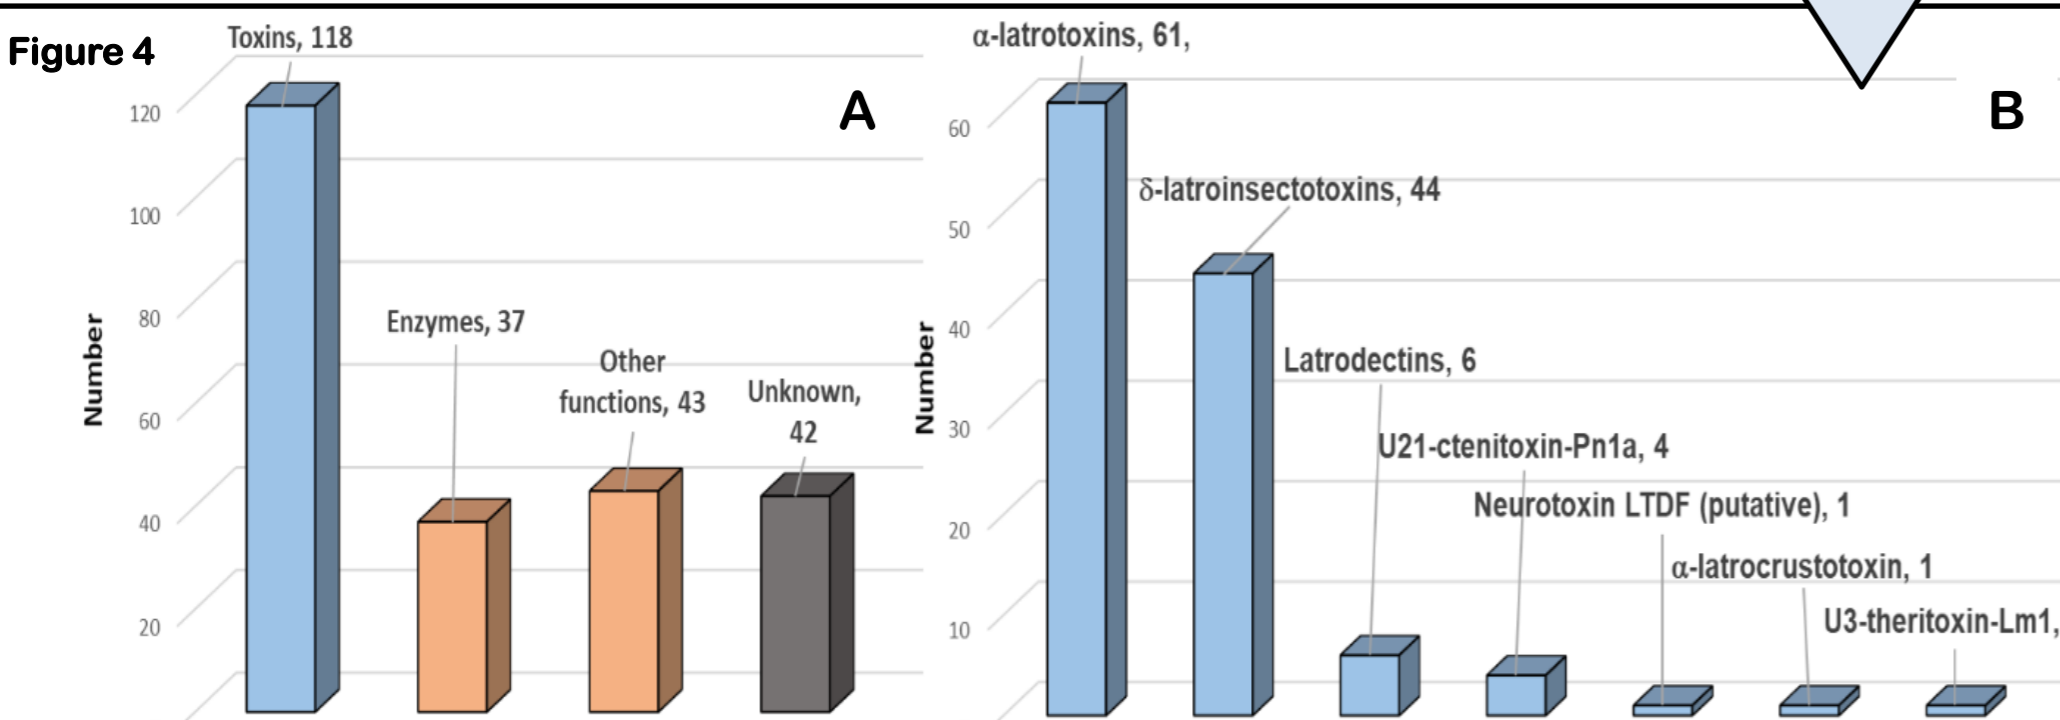 Figure 4
A
Number
120
100
80
60
40
20
Toxins, 118
Enzymes, 37
Other
functions, 43
Unknown,
42
B
Number
60
50
40
30
20
10
α-latrotoxins, 61,
δ-latroinsectotoxins, 44
Latrodectins, 6
U21-ctenitoxin-Pn1a, 4
Neurotoxin LTDF (putative), 1
α-latrocrustotoxin, 1
U3-theritoxin-Lm1,